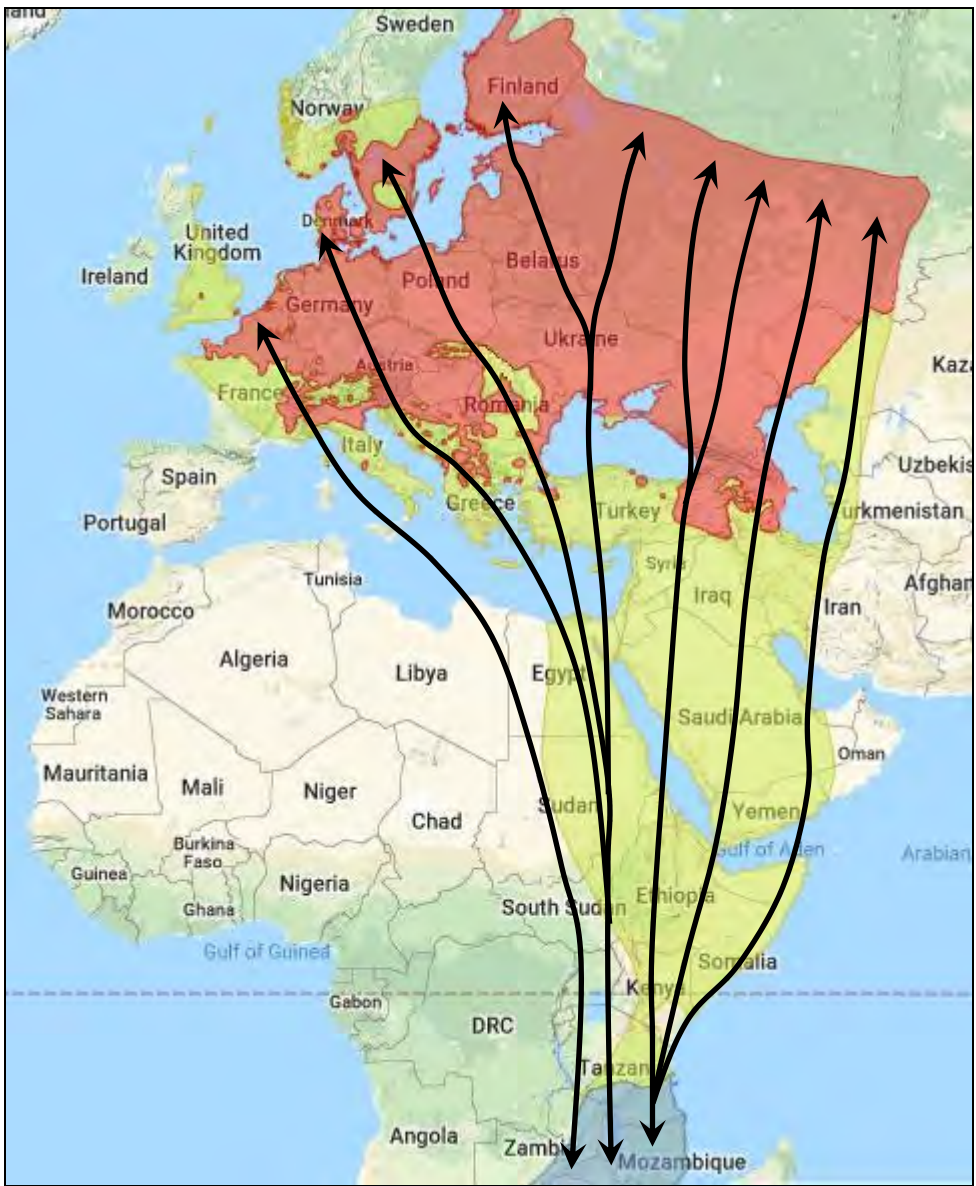 Sweden
Finland
Norway
Denmark
United
Kingdom
Ireland
Belarus
Poland
Germany
Ukraine
Austria
France
Romania
Italy
Spain
Uzbekis
Greece
Turkey
Turkmenistan
Portugal
Syria
Tunisia
Afghan
Iraq
Iran
Morocco
Algeria
Libya
Egypt
Western
Sahara
Saudi Arabia
Oman
Mauritania
Mali
Niger
Sudan
Yemen
Chad
Burkina
Faso
Gulf of Aden
Arabian
Guinea
Nigeria
Ethiopia
Ghana
South Sudan
Gulf of Guinea
Somalia
Kenya
Gabon
DRC
Tanzan
Angola
Zambi
Mozambique